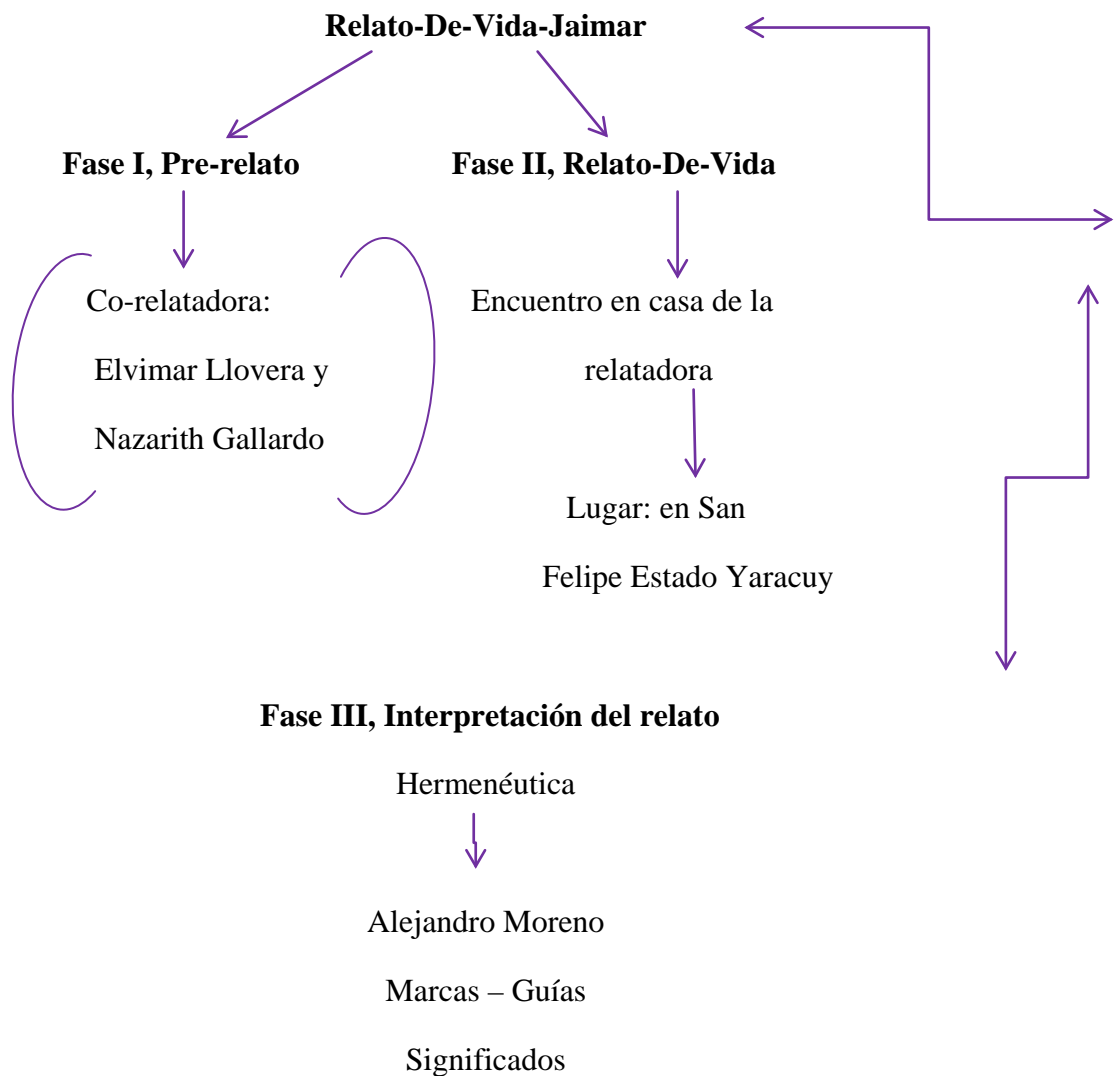 Relato-De-Vida-Jaimar
Fase I, Pre-relato
Co-relatadora:
Elvimar Llovera y
Nazarith Gallardo
Fase II, Relato-De-Vida
Encuentro en casa de la
relatadora
Lugar: en San
Felipe Estado Yaracuy
Fase III, Interpretación del relato
Hermenéutica
Alejandro Moreno
Marcas – Guías
Significados